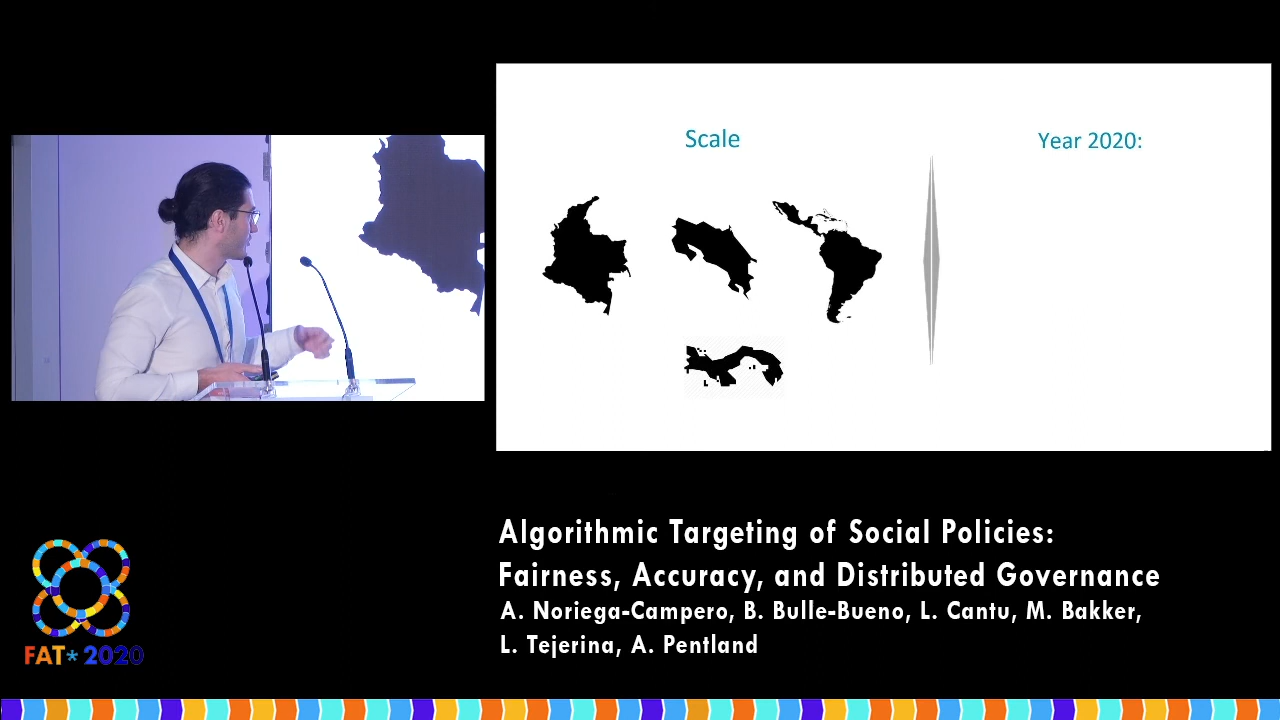 Scale
Year 2020:
Algorithmic Targeting of Social Policies:
Fairness, Accuracy, and Distributed Governance
A. Noriega-Campero, B. Bulle-Bueno, L. Cantu, M. Bakker,
L. Tejerina, A. Pentland
FAT* 2020